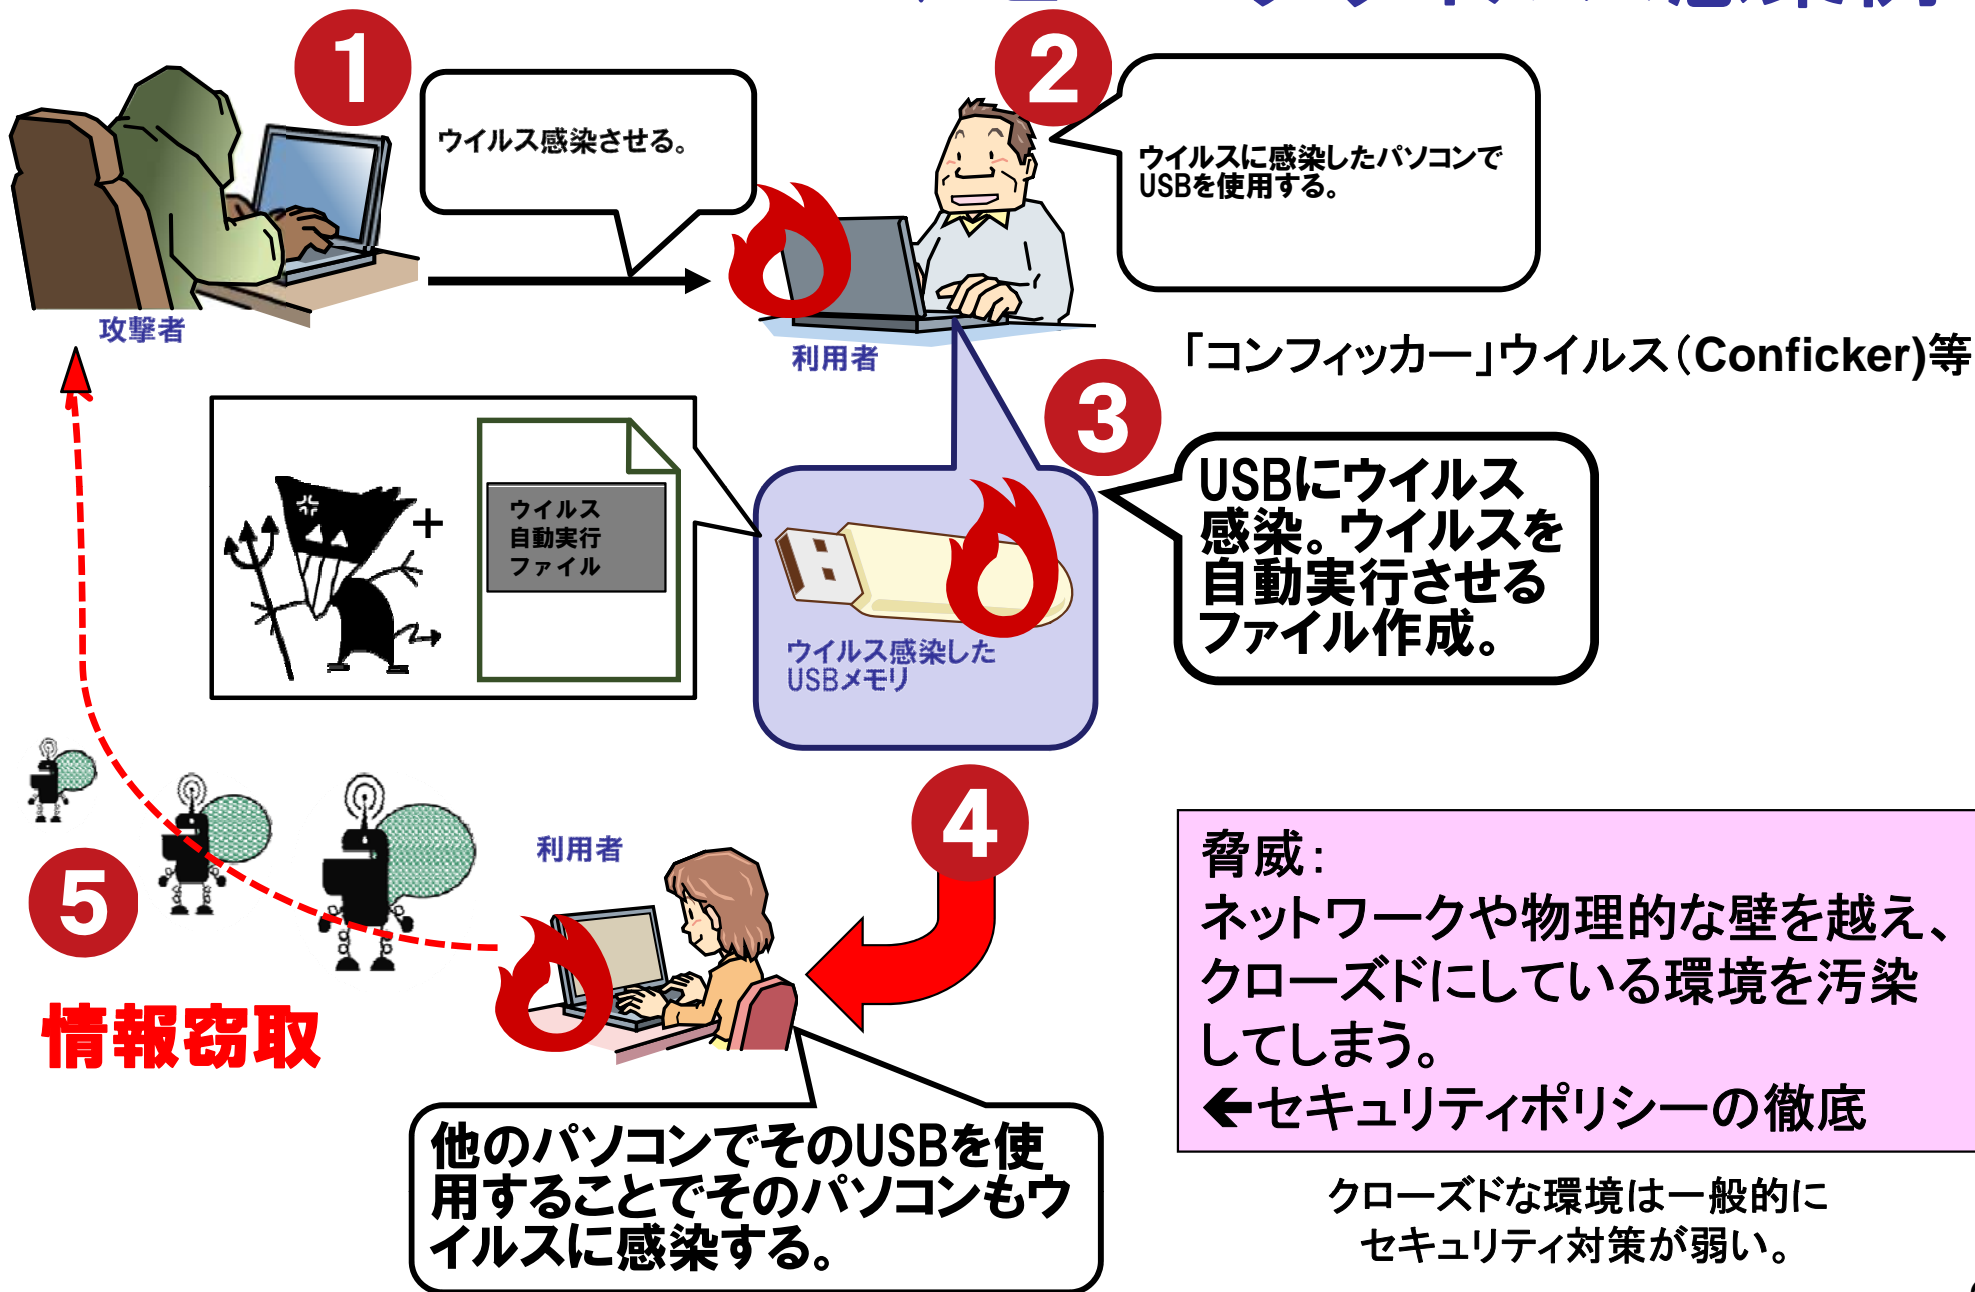 1
ウイルス感染させる。
2
ウイルスに感染したパソコンで
USBを使用する。
攻撃者
利用者
「コンフィッカー」ウイルス（Conficker)等
3
USBにウイルス
感染。ウイルスを
自動実行させる
ファイル作成。
+
ウイルス
自動実行
ファイル
ウイルス感染した
USBメモリ
4
利用者
5
情報窃取
他のパソコンでそのUSBを使
用することでそのパソコンもウ
イルスに感染する。
脅威：
ネットワークや物理的な壁を越え、
クローズドにしている環境を汚染
してしまう。
←セキュリティポリシーの徹底
クローズドな環境は一般的に
セキュリティ対策が弱い。